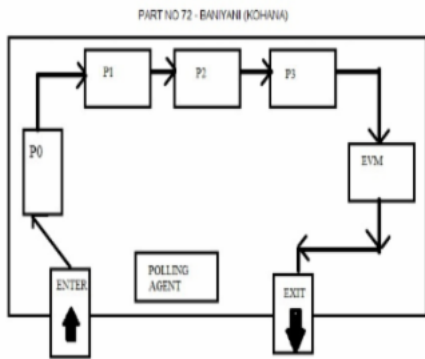 PART NO 72 - BANIYANI (KOHANA)
P1
P2
P3
P0
EVM
POLLING
AGENT
ENTER
EXIT